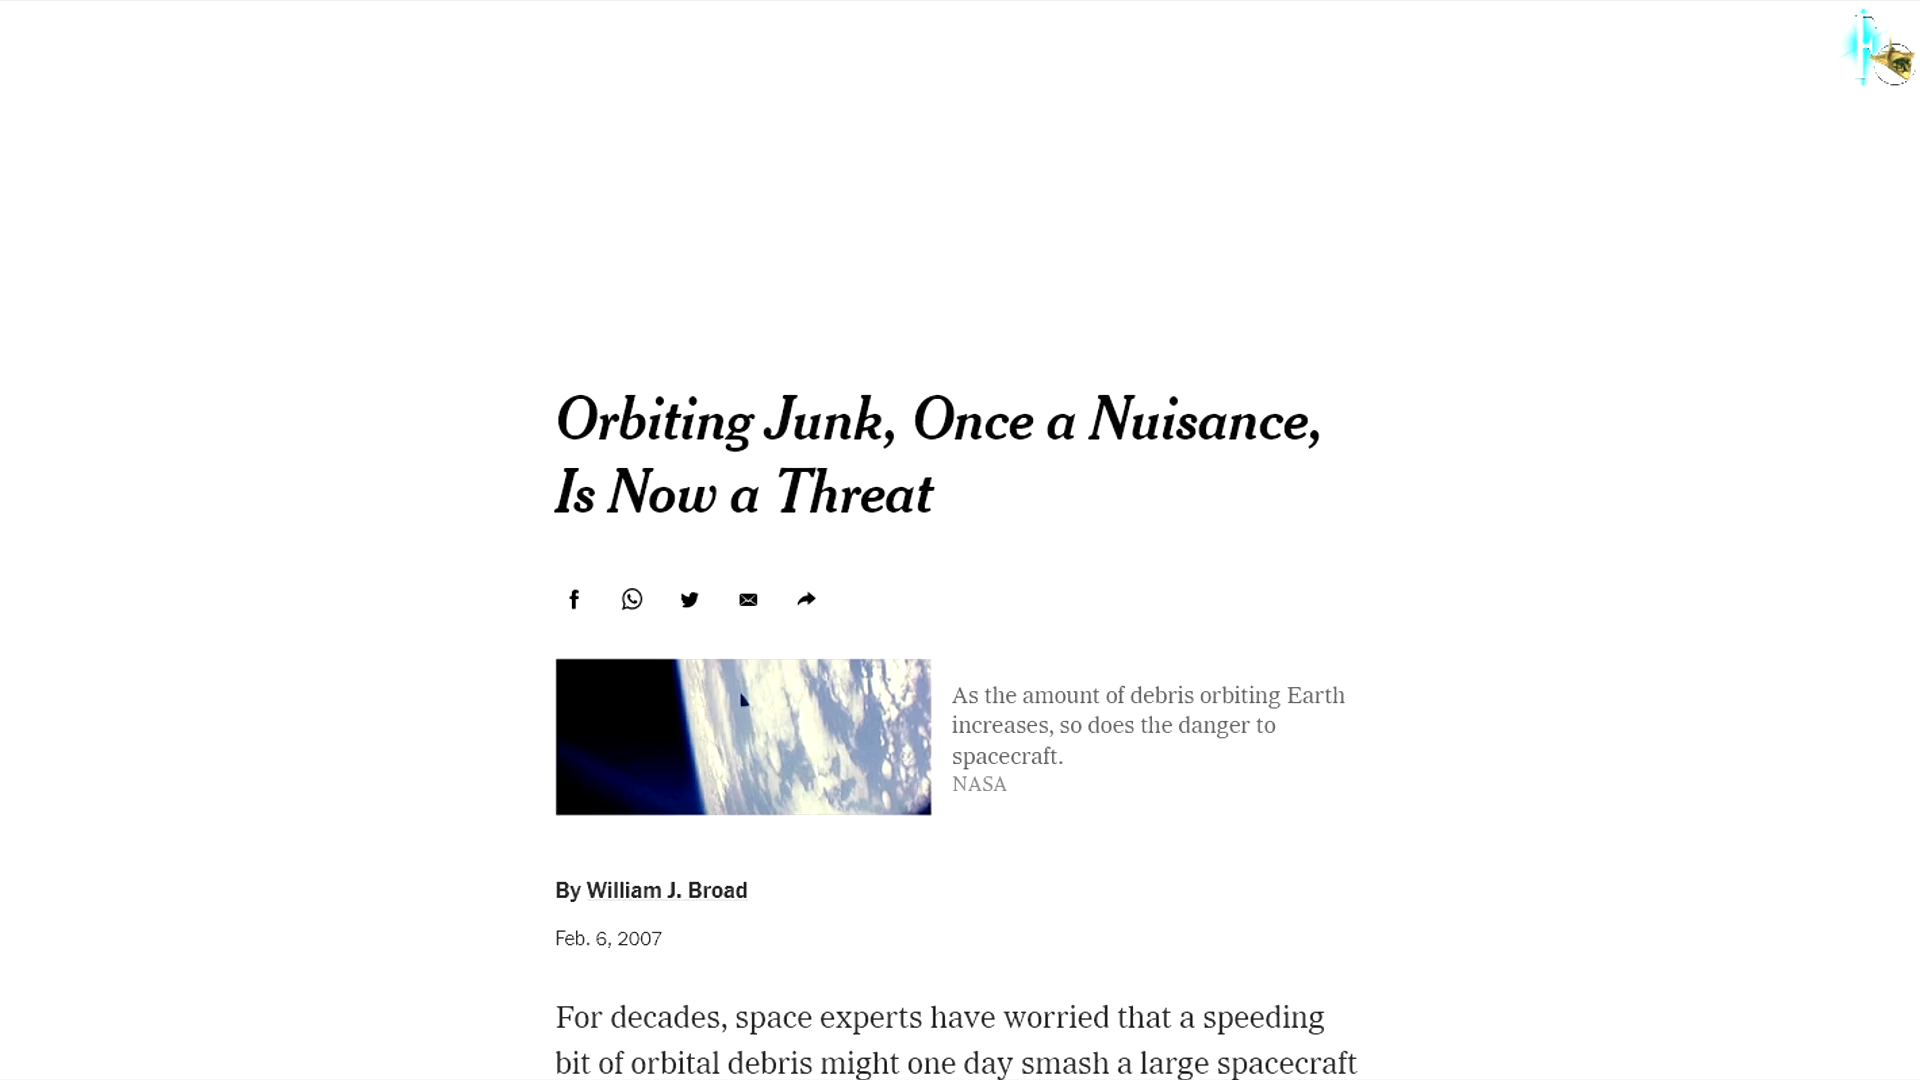 Orbiting Junk, Once a Nuisance,
Is Now a Threat
As the amount of debris orbiting Earth
increases, so does the danger to
spacecraft.
NASA
By William J. Broad
Feb. 6, 2007
For decades, space experts have worried that a speeding
bit of orbital debris might one day smash a large spacecraft